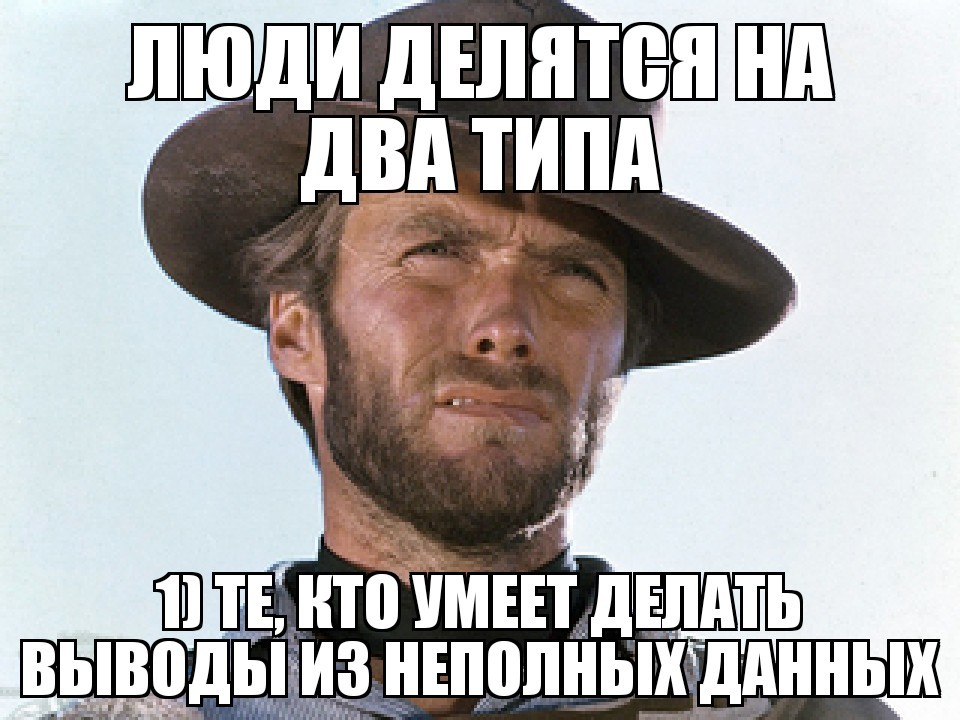 ЛЮДИ ДЕЛЯТСЯ НА
ДВА ТИПА
1) ТЕ, КТО УМЕЕТ ДЕЛАТЬ
ВЫВОДЫ ИЗ НЕПОЛНЫХ ДАННЫХ